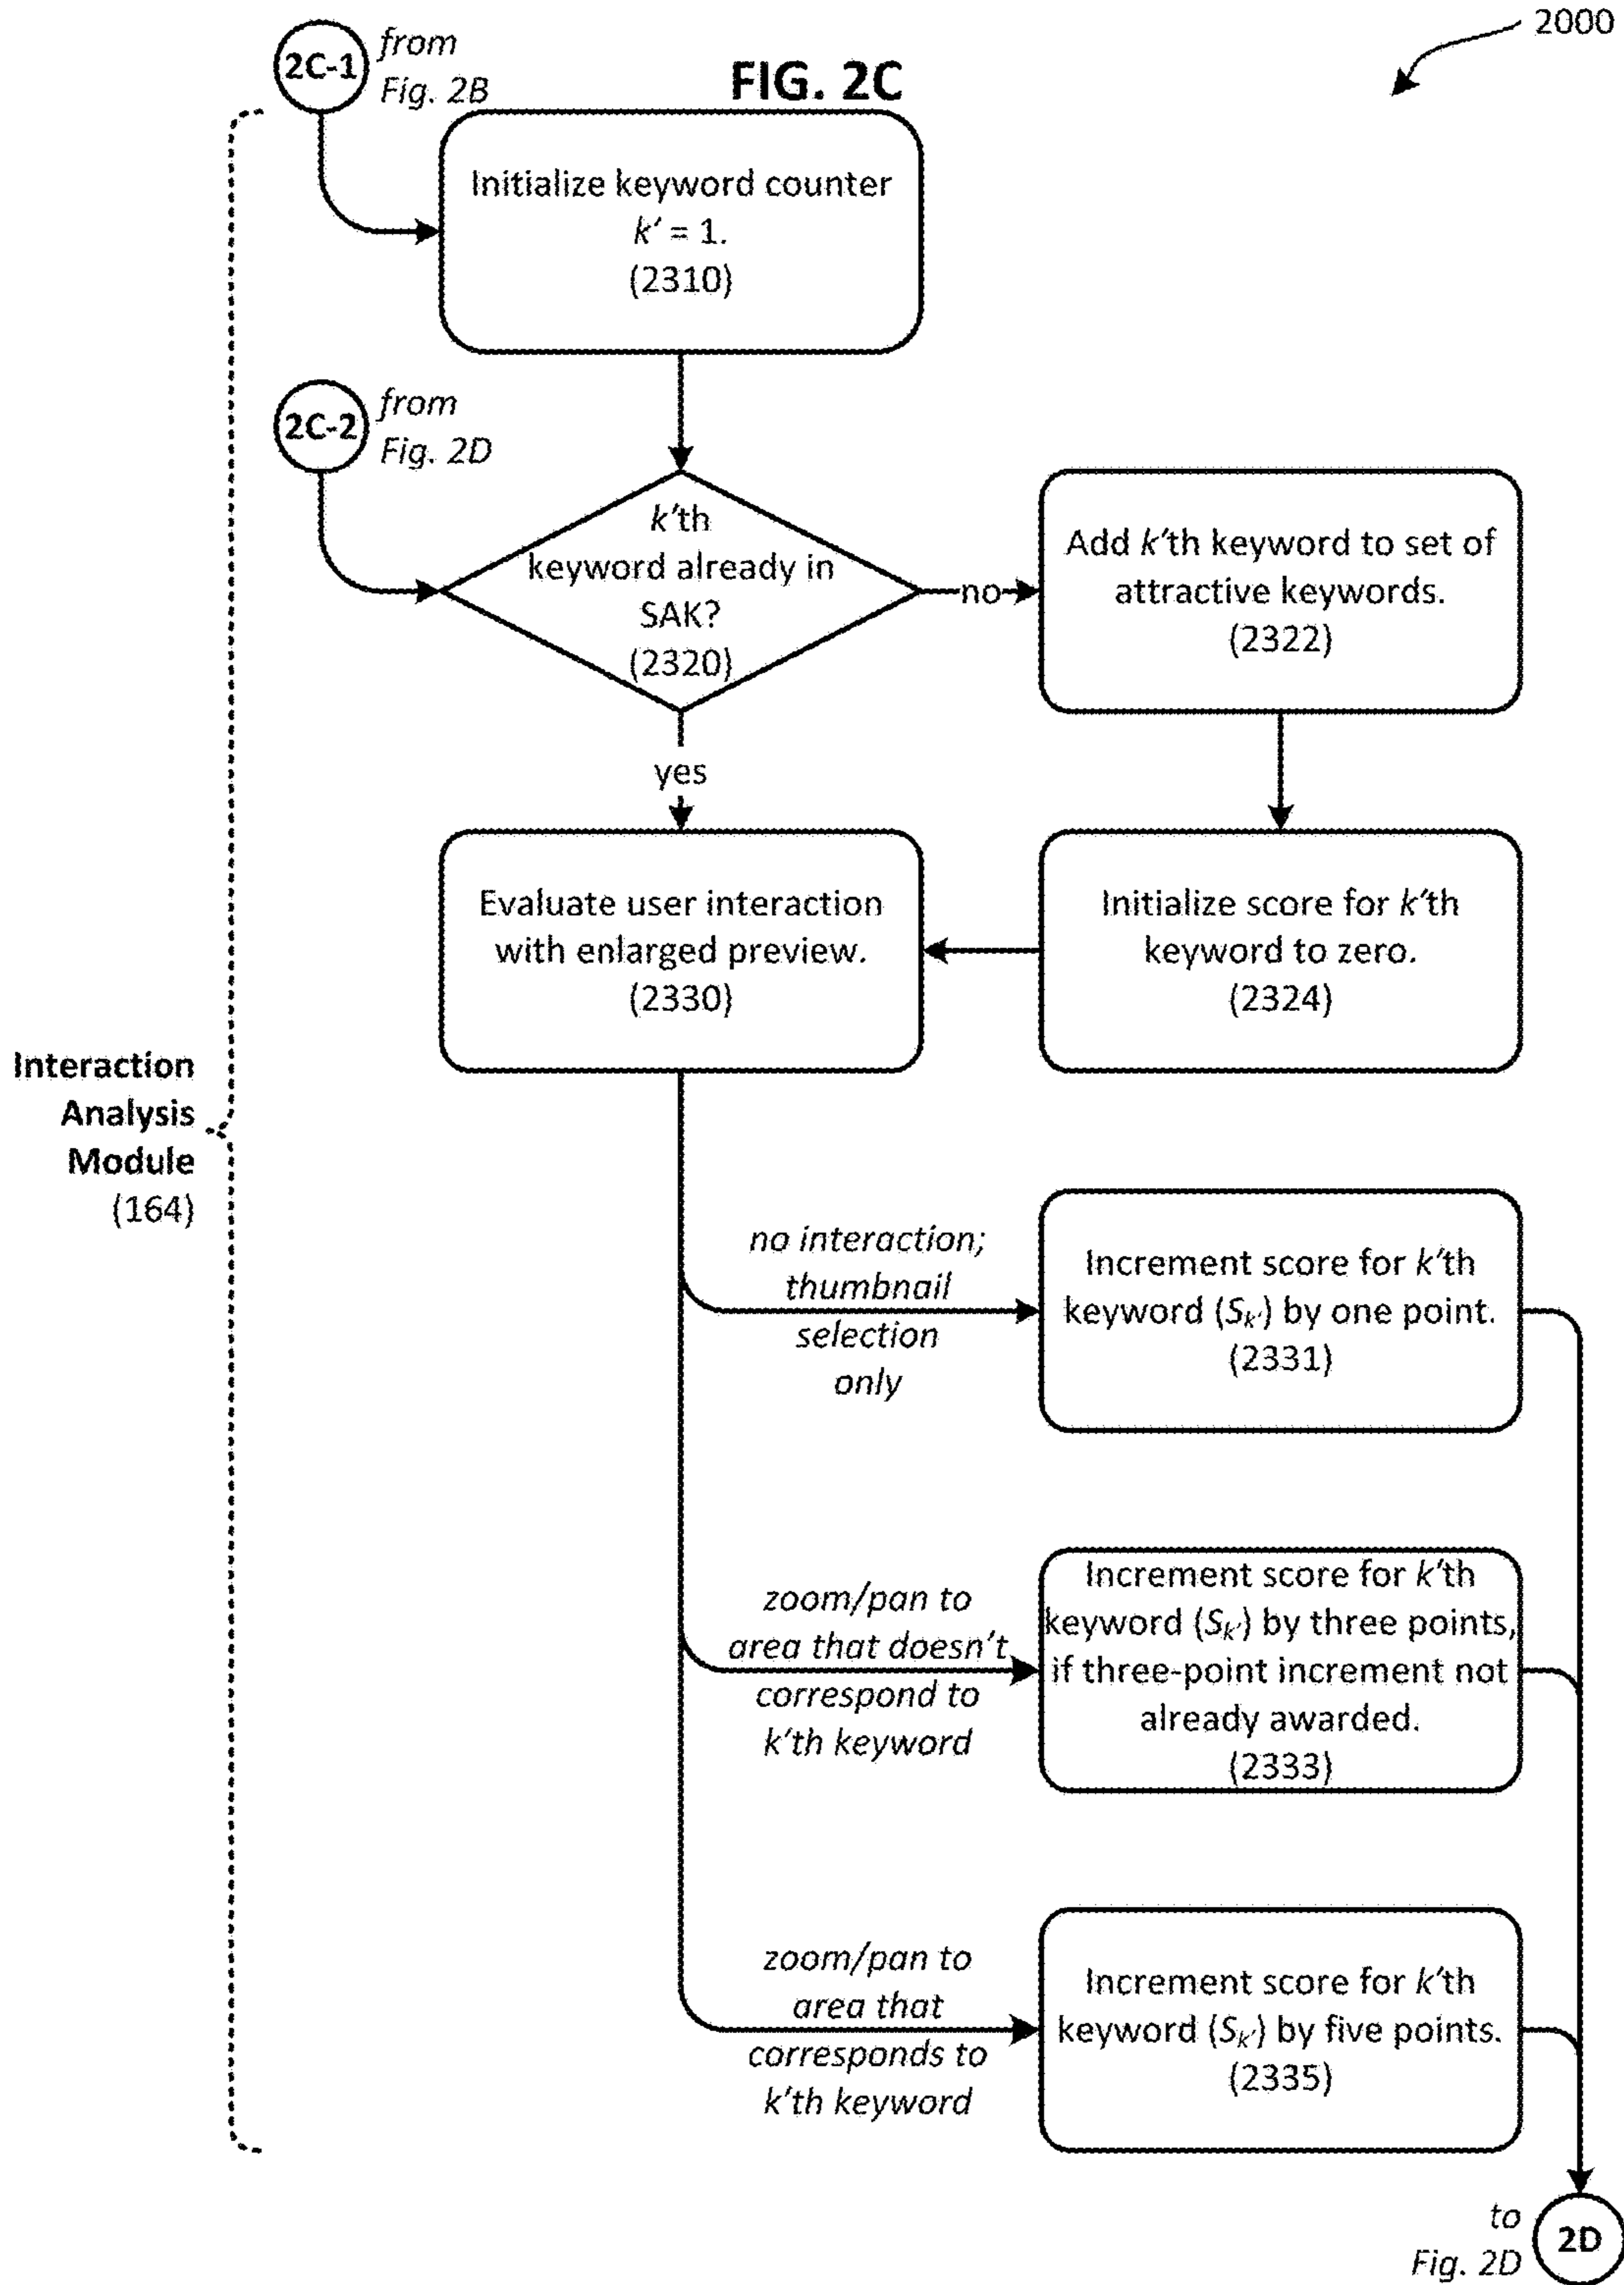 2000
2C-1
from
Fig. 2B
FIG. 2C
Initialize keyword counter
k' = 1.
(2310)
2C-2
from
Fig. 2D
k'th
keyword already in
SAK?
(2320)
no
Add k'th keyword to set of
attractive keywords.
(2322)
yes
Evaluate user interaction
with enlarged preview.
(2330)
Initialize score for k'th
keyword to zero.
(2324)
Interaction
Analysis
Module
(164)
no interaction;
thumbnail
selection
only
Increment score for k'th
keyword (Sk') by one point.
(2331)
zoom/pan to
area that doesn't
correspond to
k'th keyword
Increment score for k'th
keyword (Sk') by three points,
if three-point increment not
already awarded.
(2333)
zoom/pan to
area that
corresponds to
k'th keyword
Increment score for k'th
keyword (Sk') by five points.
(2335)
to
Fig. 2D
2D